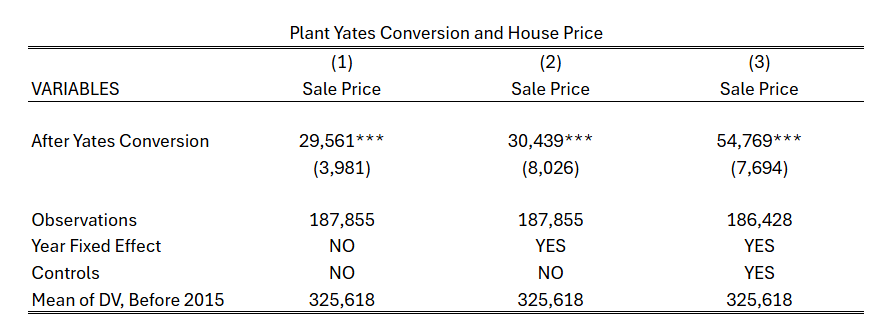 Plant Yates Conversion and House Price
(1) (2) (3)
VARIABLES Sale Price Sale Price Sale Price
After Yates Conversion 29,561*** 30,439*** 54,769***
(3,981) (8,026) (7,694)
Observations 187,855 187,855 186,428
Year Fixed Effect NO YES YES
Controls NO NO YES
Mean of DV, Before 2015 325,618 325,618 325,618